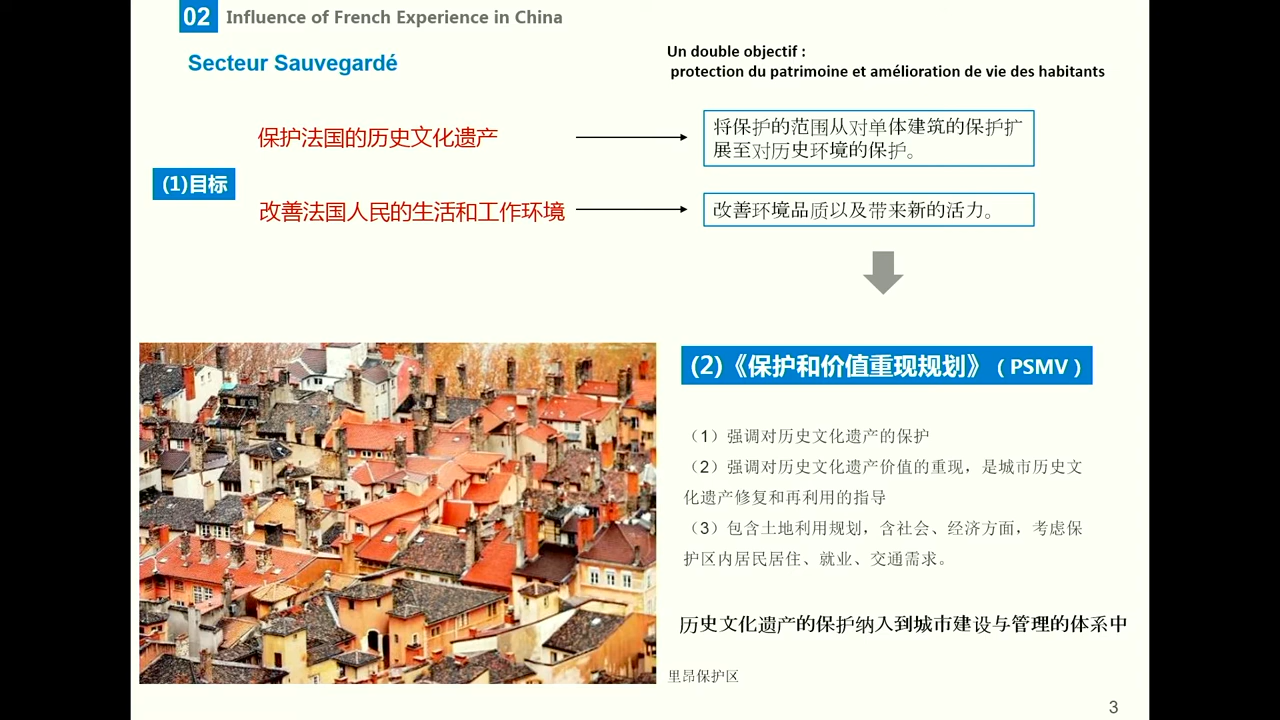 02 Influence of French Experience in China
Secteur Sauvegardé
Un double objectif :
protection du patrimoine et amélioration de vie des habitants
保护法国的历史文化遗产
将保护的范围从对单体建筑的保护扩
展至对历史环境的保护。
(1)目标
改善法国人民的生活和工作环境
改善环境品质以及带来新的活力。
(2)《保护和价值重现规划》（PSMV）
（1）强调对历史文化遗产的保护
（2）强调对历史文化遗产价值的重现，是城市历史文
化遗产修复和再利用的指导
（3）包含土地利用规划，含社会、经济方面，考虑保
护区内居民居住、就业、交通需求。
历史文化遗产的保护纳入到城市建设与管理的体系中
里昂保护区
3